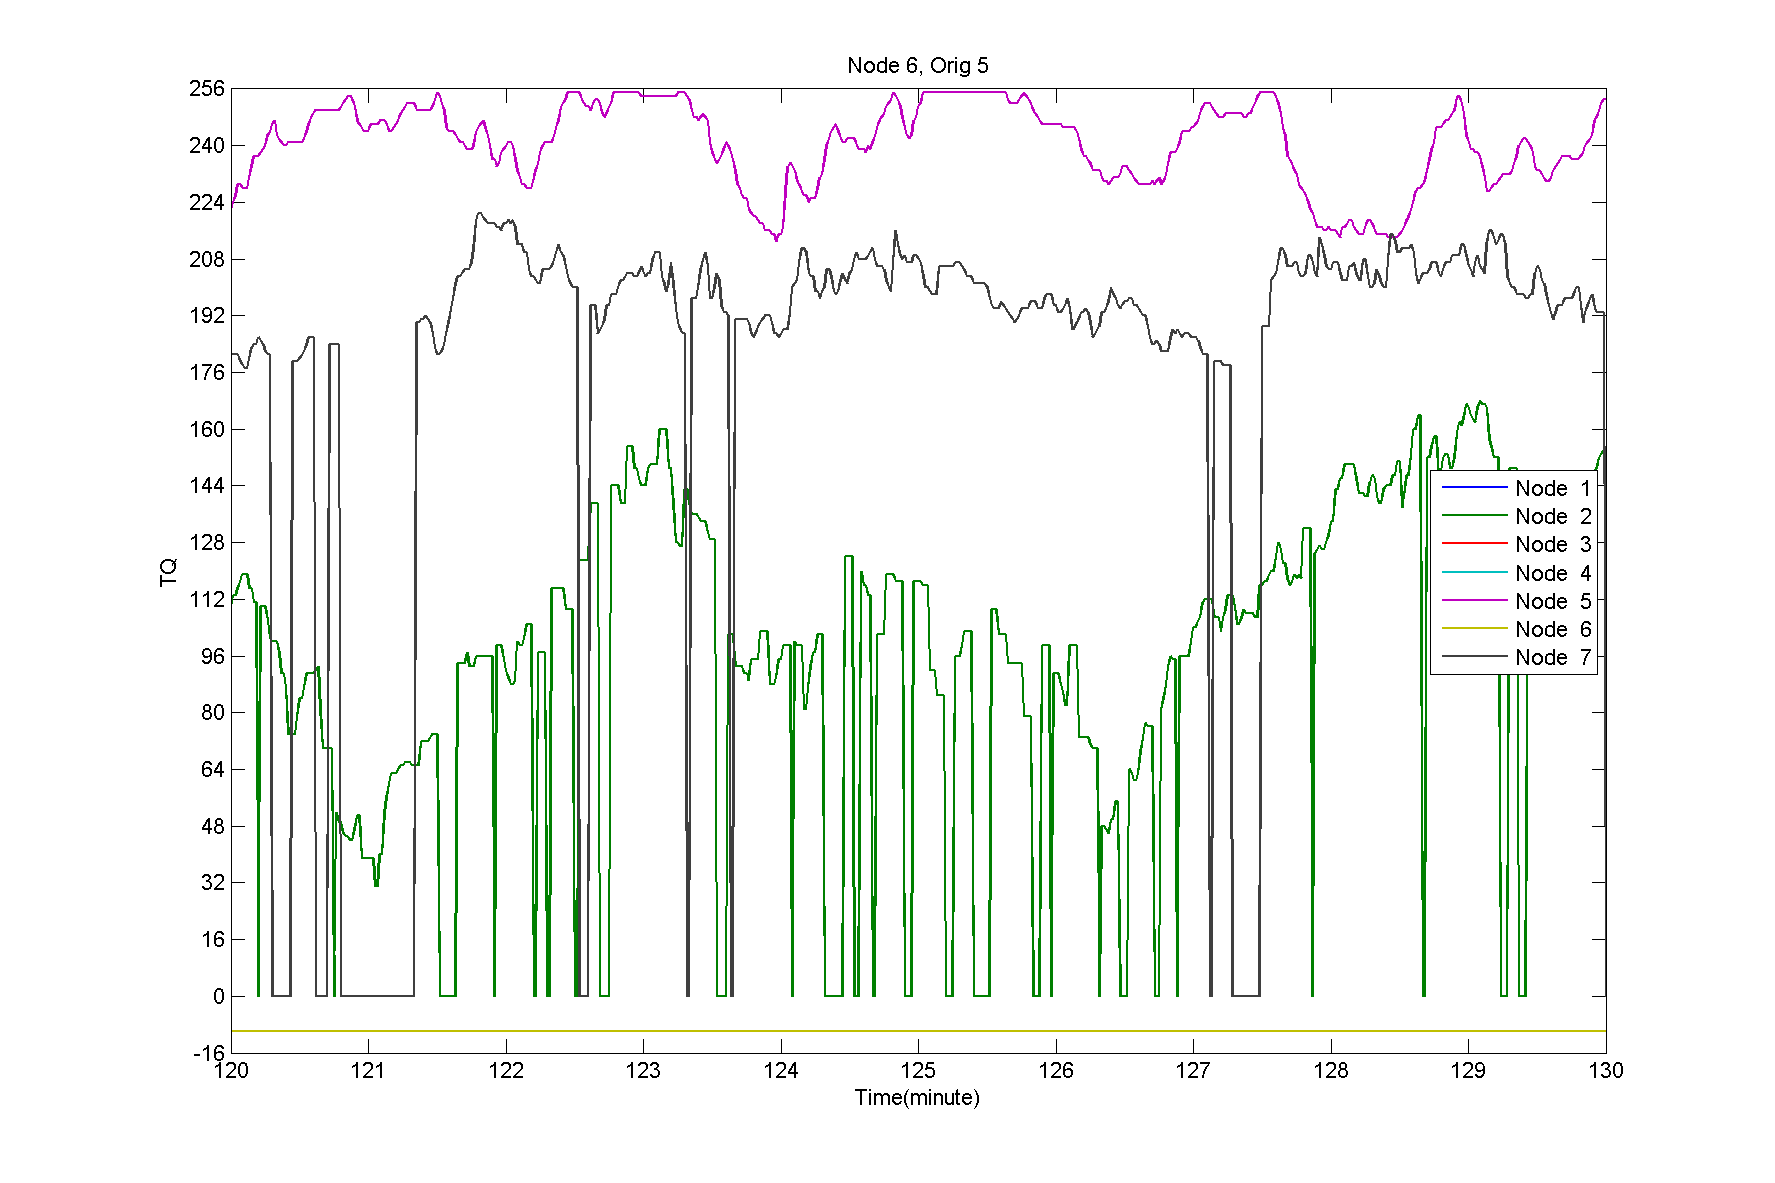 Node 6, Orig 5
256
240
224
208
192
176
160
144
128
112
96
80
64
48
32
16
0
-16
TQ
Node 1
Node 2
Node 3
Node 4
Node 5
Node 6
Node 7
120 121 122 123 124 125 126 127 128 129 130
Time(minute)